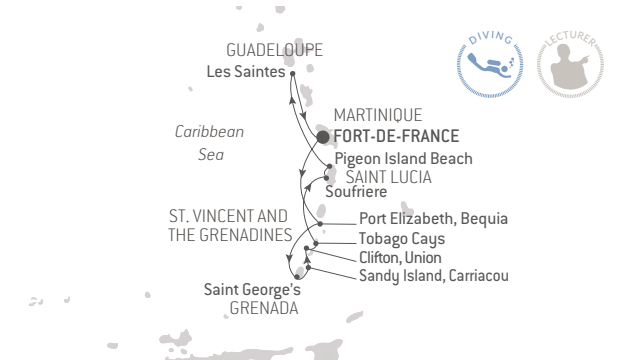 DIVING
LECTURER
GUADELOUPE
Les Saintes
MARTINIQUE
FORT-DE-FRANCE
Caribbean
Sea
Pigeon Island Beach
SAINT LUCIA
Soufriere
ST. VINCENT AND
THE GRENADINES
Port Elizabeth, Bequia
Tobago Cays
Clifton, Union
Sandy Island, Carriacou
Saint George's
GRENADA